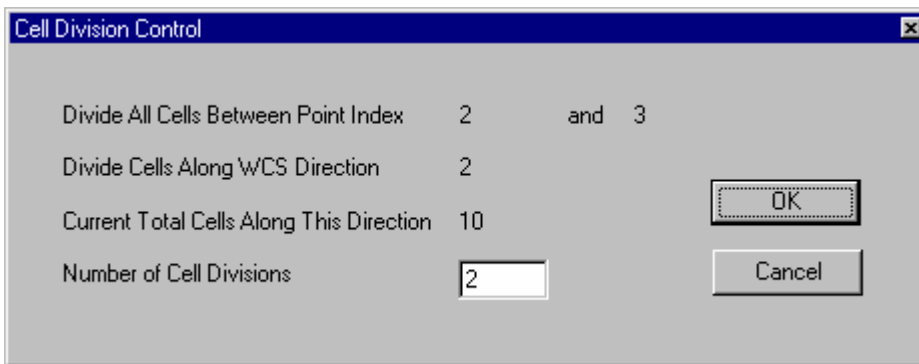 Cell Division Control
Divide All Cells Between Point Index 2 and 3
Divide Cells Along WCS Direction 2
Current Total Cells Along This Direction 10
Number of Cell Divisions 2
OK
Cancel